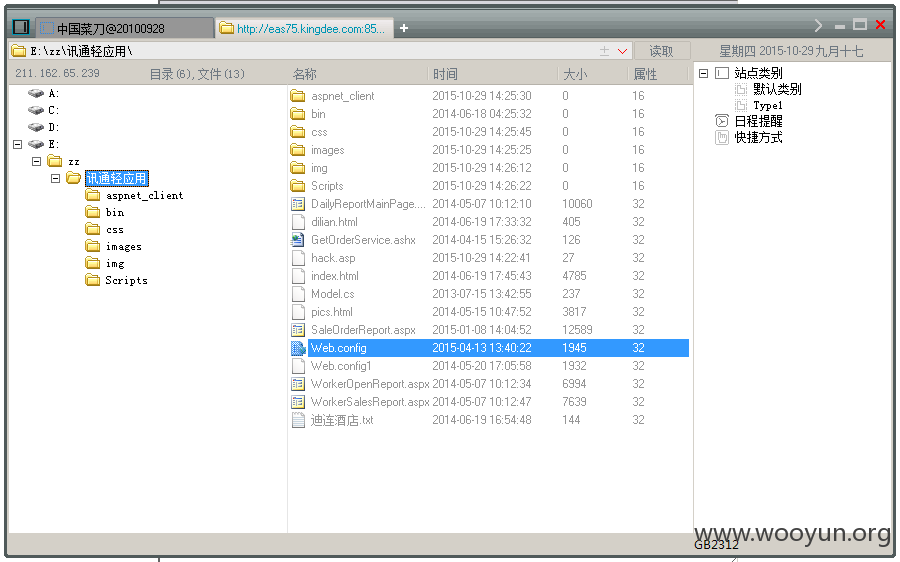 中国菜刀@20100928 http://eas75.kingdee.com:85...
E:\zz\讯通轻应用\ 读取 星期四 2015-10-29 九月十七
211.162.65.239 目录(6),文件(13) 名称 时间 大小 属性
A:
C:
D:
E:
zz
讯通轻应用
aspnet_client
bin
css
images
img
Scripts
aspnet_client 2015-10-29 14:25:30 0 16
bin 2014-06-18 04:25:32 0 16
css 2015-10-29 14:25:45 0 16
images 2015-10-29 14:25:25 0 16
img 2015-10-29 14:26:12 0 16
Scripts 2015-10-29 14:26:22 0 16
DailyReportMainPage.... 2014-05-07 10:12:10 10060 32
dilian.html 2014-06-19 17:33:32 405 32
GetOrderService.ashx 2014-04-15 15:26:32 126 32
hack.asp 2015-10-29 14:22:41 27 32
index.html 2014-06-19 17:45:43 4785 32
Model.cs 2013-07-15 13:42:55 237 32
pics.html 2014-05-15 10:47:52 3817 32
SaleOrderReport.aspx 2015-01-08 14:04:52 12589 32
Web.config 2015-04-13 13:40:22 1945 32
Web.config1 2014-05-20 17:05:58 1932 32
WorkerOpenReport.aspx 2014-05-07 10:12:34 6994 32
WorkerSalesReport.aspx 2014-05-07 10:12:47 7639 32
迪连酒店.txt 2014-06-19 16:54:48 144 32
站点类别
默认类别
Type1
日程提醒
快捷方式
www.wooyun.org
GB2312